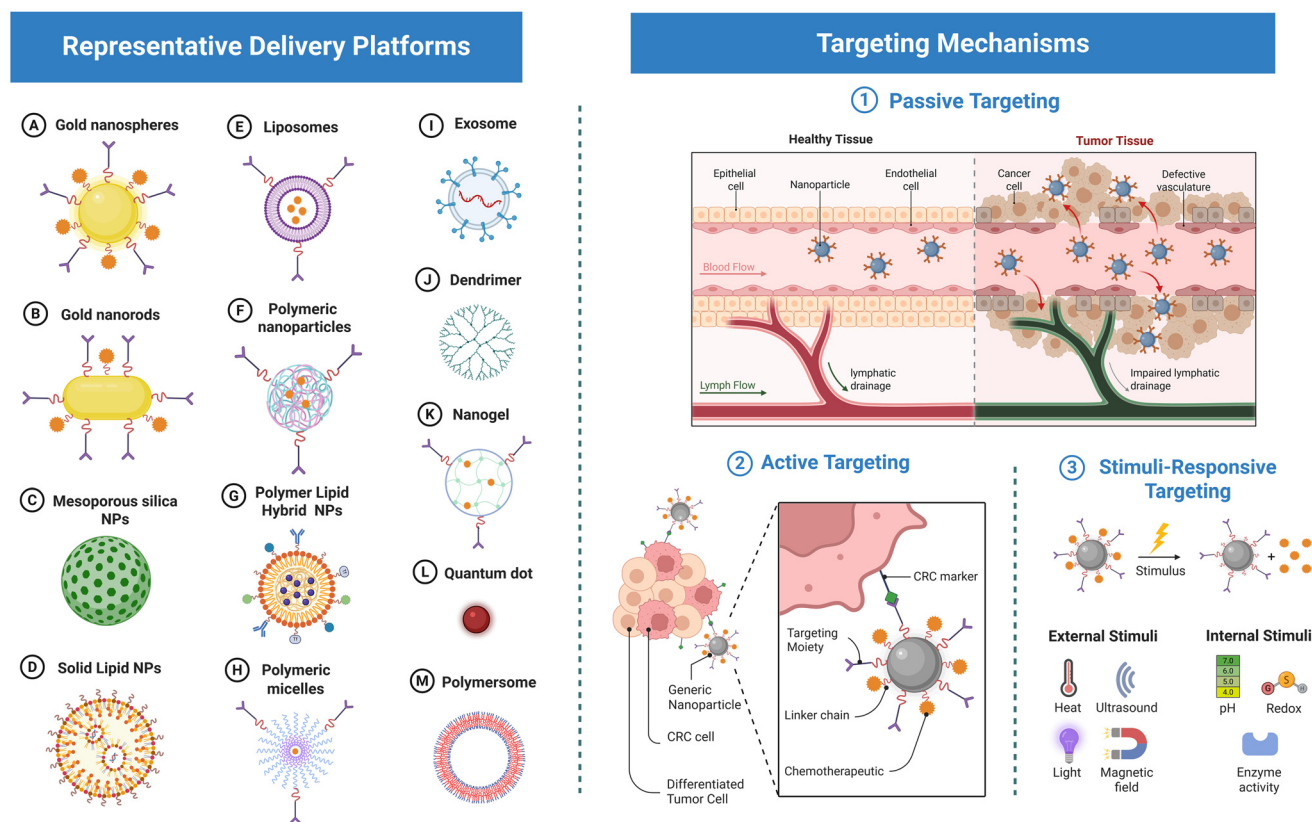 Representative Delivery Platforms
A Gold nanospheres
B Gold nanorods
C Mesoporous silica
NPs
D Solid Lipid NPs
E Liposomes
F Polymeric
nanoparticles
G Polymer Lipid
Hybrid NPs
Tf
Tf
H Polymeric
micelles
I Exosome
J Dendrimer
K Nanogel
L Quantum dot
M Polymersome
Targeting Mechanisms
1 Passive Targeting
Healthy Tissue
Tumor Tissue
Epithelial
cell
Nanoparticle
Endothelial
cell
Cancer
cell
Defective
vasculature
Blood Flow
Lymph Flow
lymphatic
drainage
Impaired lymphatic
drainage
2 Active Targeting
CRC marker
Targeting
Moiety
Linker chain
Chemotherapeutic
Generic
Nanoparticle
CRC cell
Differentiated
Tumor Cell
3 Stimuli-Responsive
Targeting
Stimulus
+
External Stimuli
Heat
Ultrasound
Light
Magnetic
field
Internal Stimuli
7.0
6.0
5.0
4.0
pH
G S H
Redox
Enzyme
activity